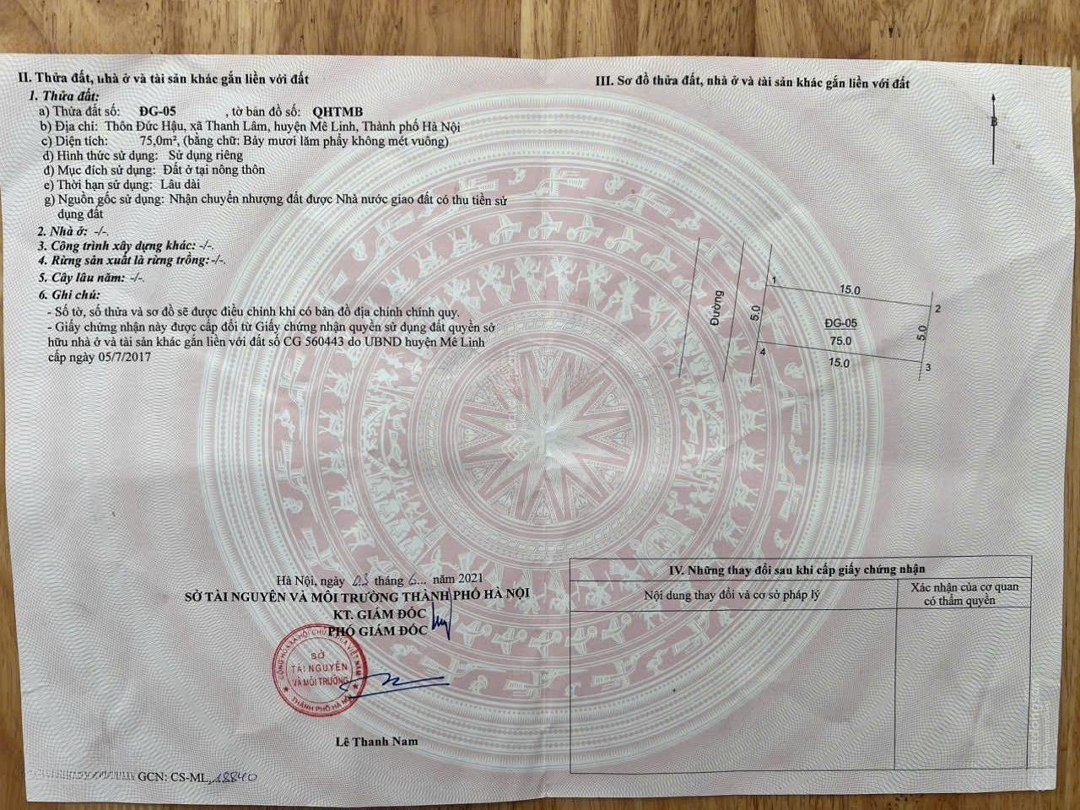 II. Thửa đất, nhà ở và tài sản khác gắn liền với đất
1. Thửa đất:
a) Thửa đất số: ĐG-05 , tờ bản đồ số: QHTMB
b) Địa chỉ: Thôn Đức Hậu, xã Thanh Lâm, huyện Mê Linh, Thành phố Hà Nội
c) Diện tích: 75,0m², (bằng chữ: Bảy mươi lăm phẩy không mét vuông)
d) Hình thức sử dụng: Sử dụng riêng
đ) Mục đích sử dụng: Đất ở tại nông thôn
e) Thời hạn sử dụng: Lâu dài
g) Nguồn gốc sử dụng: Nhận chuyển nhượng đất được Nhà nước giao đất có thu tiền sử
dụng đất
2. Nhà ở: -/-.
3. Công trình xây dựng khác: -/-.
4. Rừng sản xuất là rừng trồng: -/-.
5. Cây lâu năm: -/-.
6. Ghi chú:
- Số tờ, số thửa và sơ đồ sẽ được điều chỉnh khi có bản đồ địa chính chính quy.
- Giấy chứng nhận này được cấp đổi từ Giấy chứng nhận quyền sử dụng đất quyền sở
hữu nhà ở và tài sản khác gắn liền với đất số CG 560443 do UBND huyện Mê Linh
cấp ngày 05/7/2017
Hà Nội, ngày 23 tháng 6... năm 2021
SỞ TÀI NGUYÊN VÀ MÔI TRƯỜNG THÀNH PHỐ HÀ NỘI
KT. GIÁM ĐỐC
PHÓ GIÁM ĐỐC
CỘNG HÒA XÃ HỘI CHỦ NGHĨA VIỆT NAM
SỞ
TÀI NGUYÊN
VÀ MÔI TRƯỜNG
THÀNH PHỐ HÀ NỘI
Lê Thanh Nam
GCN: CS-ML, 18840
III. Sơ đồ thửa đất, nhà ở và tài sản khác gắn liền với đất
B
Đường
1
15.0
2
5.0
ĐG-05
75.0
5.0
4
15.0
3
IV. Những thay đổi sau khi cấp giấy chứng nhận
Nội dung thay đổi và cơ sở pháp lý
Xác nhận của cơ quan
có thẩm quyền